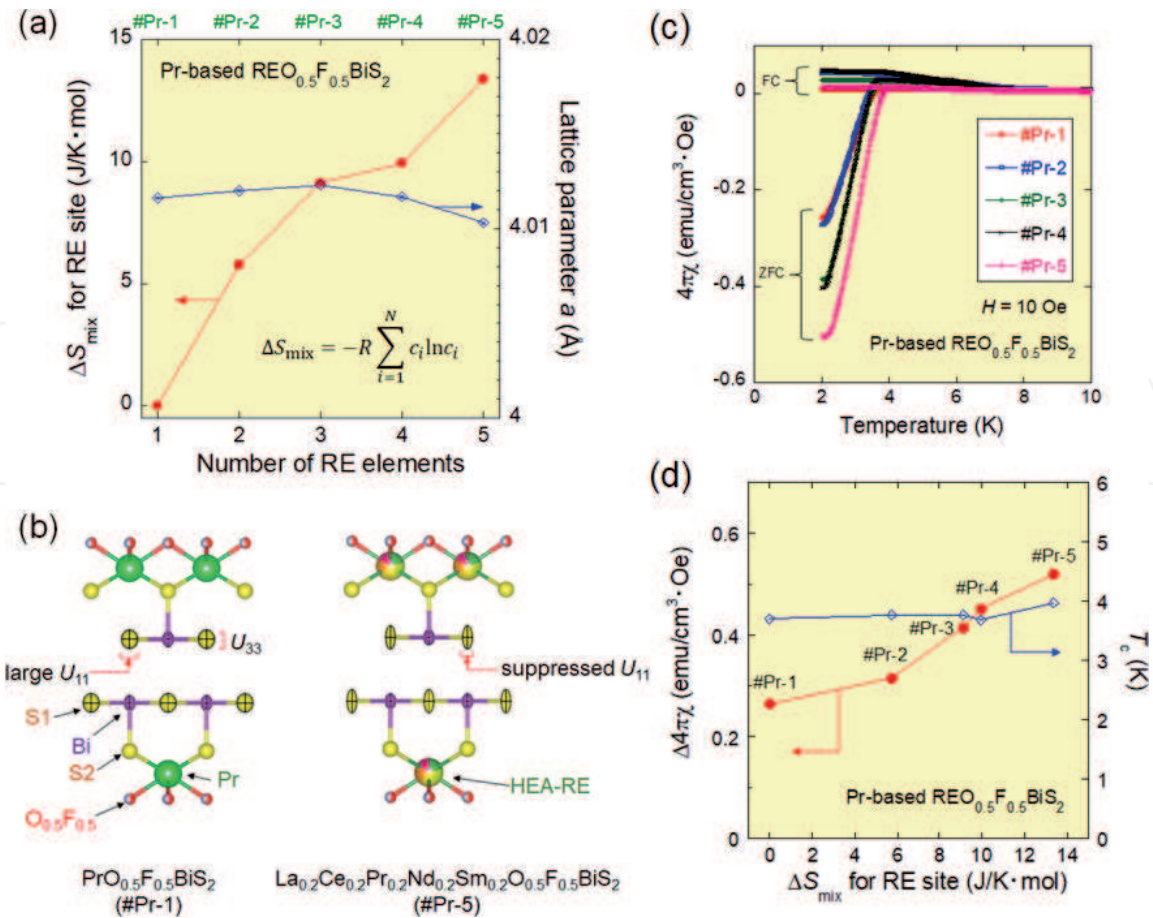 (a)
#Pr-1 #Pr-2 #Pr-3 #Pr-4 #Pr-5
15
10
5
0
4.02
4.01
4
Pr-based REO₀.₅F₀.₅BiS₂
ΔS_mix for RE site (J/K·mol)
Lattice parameter a (Å)
ΔS_mix = −R ∑_{i=1}^{N} c_i ln c_i
1 2 3 4 5
Number of RE elements
(b)
U₃₃
large U₁₁
suppressed U₁₁
S1
Bi
S2
Pr
HEA-RE
O₀.₅F₀.₅
PrO₀.₅F₀.₅BiS₂
(#Pr-1)
La₀.₂Ce₀.₂Pr₀.₂Nd₀.₂Sm₀.₂O₀.₅F₀.₅BiS₂
(#Pr-5)
(c)
FC
ZFC
0
-0.2
-0.4
-0.6
4πχ (emu/cm³·Oe)
#Pr-1
#Pr-2
#Pr-3
#Pr-4
#Pr-5
H = 10 Oe
Pr-based REO₀.₅F₀.₅BiS₂
2 4 6 8 10
Temperature (K)
(d)
0.6
0.4
0.2
0
6
5
4
3
2
1
0
Δ4πχ (emu/cm³·Oe)
T_c (K)
#Pr-1
#Pr-2
#Pr-3
#Pr-4
#Pr-5
Pr-based REO₀.₅F₀.₅BiS₂
0 2 4 6 8 10 12 14
ΔS_mix for RE site (J/K·mol)